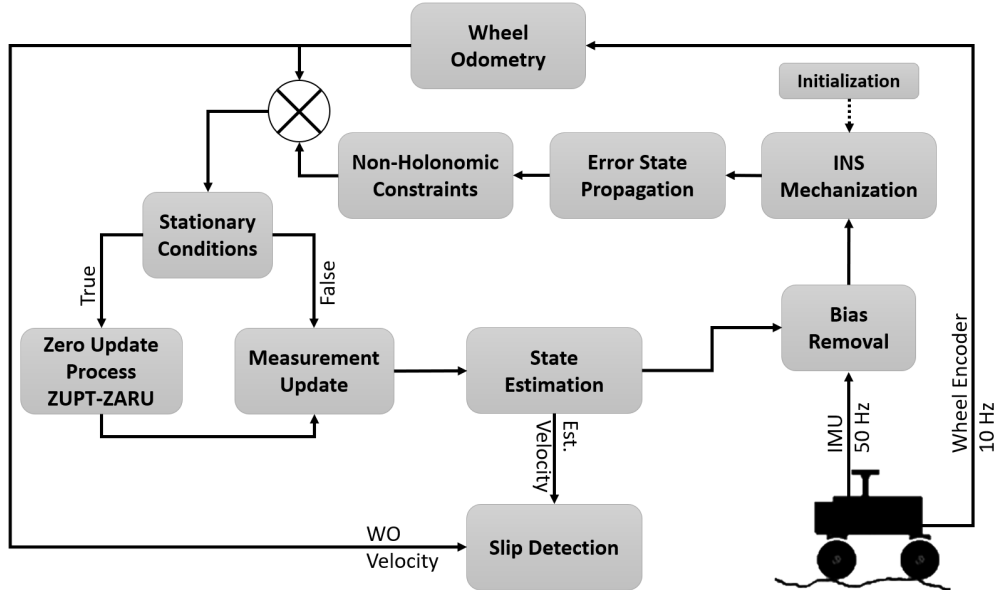 Wheel
Odometry
Initialization
Non-Holonomic
Constraints
Error State
Propagation
INS
Mechanization
Stationary
Conditions
True
False
Zero Update
Process
ZUPT-ZARU
Measurement
Update
State
Estimation
Bias
Removal
Est.
Velocity
IMU
50 Hz
Wheel Encoder
10 Hz
WO
Velocity
Slip Detection